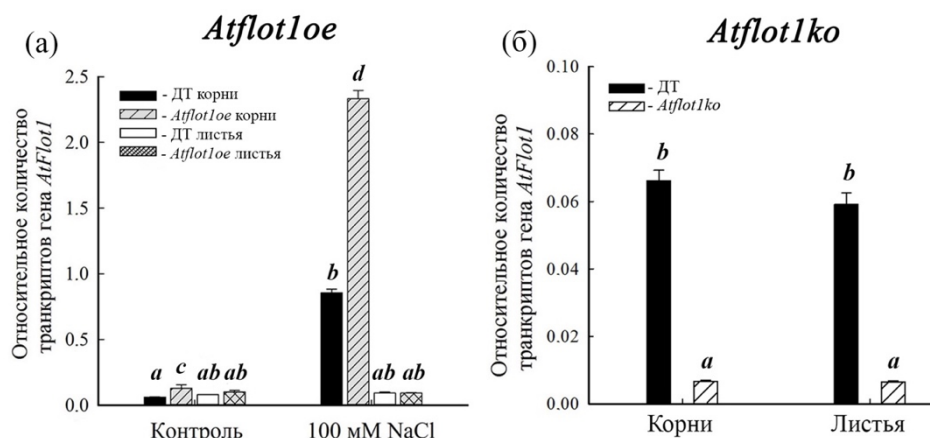 (а)
Atflot1oe
Относительное количество
транкриптов гена AtFlot1
2.5
2.0
1.5
1.0
0.5
0.0
- ДТ корни
- Atflot1oe корни
- ДТ листья
- Atflot1oe листья
a
c
ab
ab
b
d
ab
ab
Контроль
100 мМ NaCl
(б)
Atflot1ko
Относительное количество
транкриптов гена AtFlot1
0.10
0.08
0.06
0.04
0.02
0.00
- ДТ
- Atflot1ko
b
a
b
a
Корни
Листья